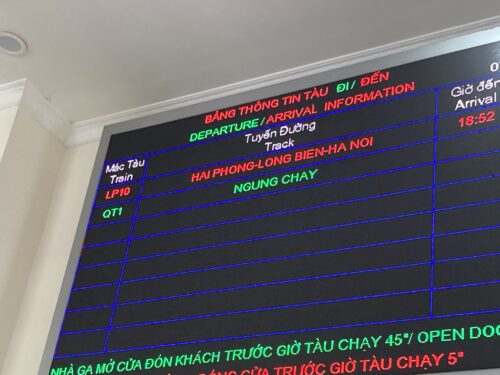 BẢNG THÔNG TIN TÀU ĐI/ ĐẾN
DEPARTURE/ARRIVAL INFORMATION
Mác Tàu
Train
Tuyến Đường
Track
Giờ đến
Arrival
LP10 HAI PHONG-LONG BIEN-HA NOI 18:52
QT1 NGUNG CHAY
NHÀ GA MỞ CỬA ĐÓN KHÁCH TRƯỚC GIỜ TÀU CHẠY 45"/ OPEN
CỬA TRƯỚC GIỜ TÀU CHẠY 5"